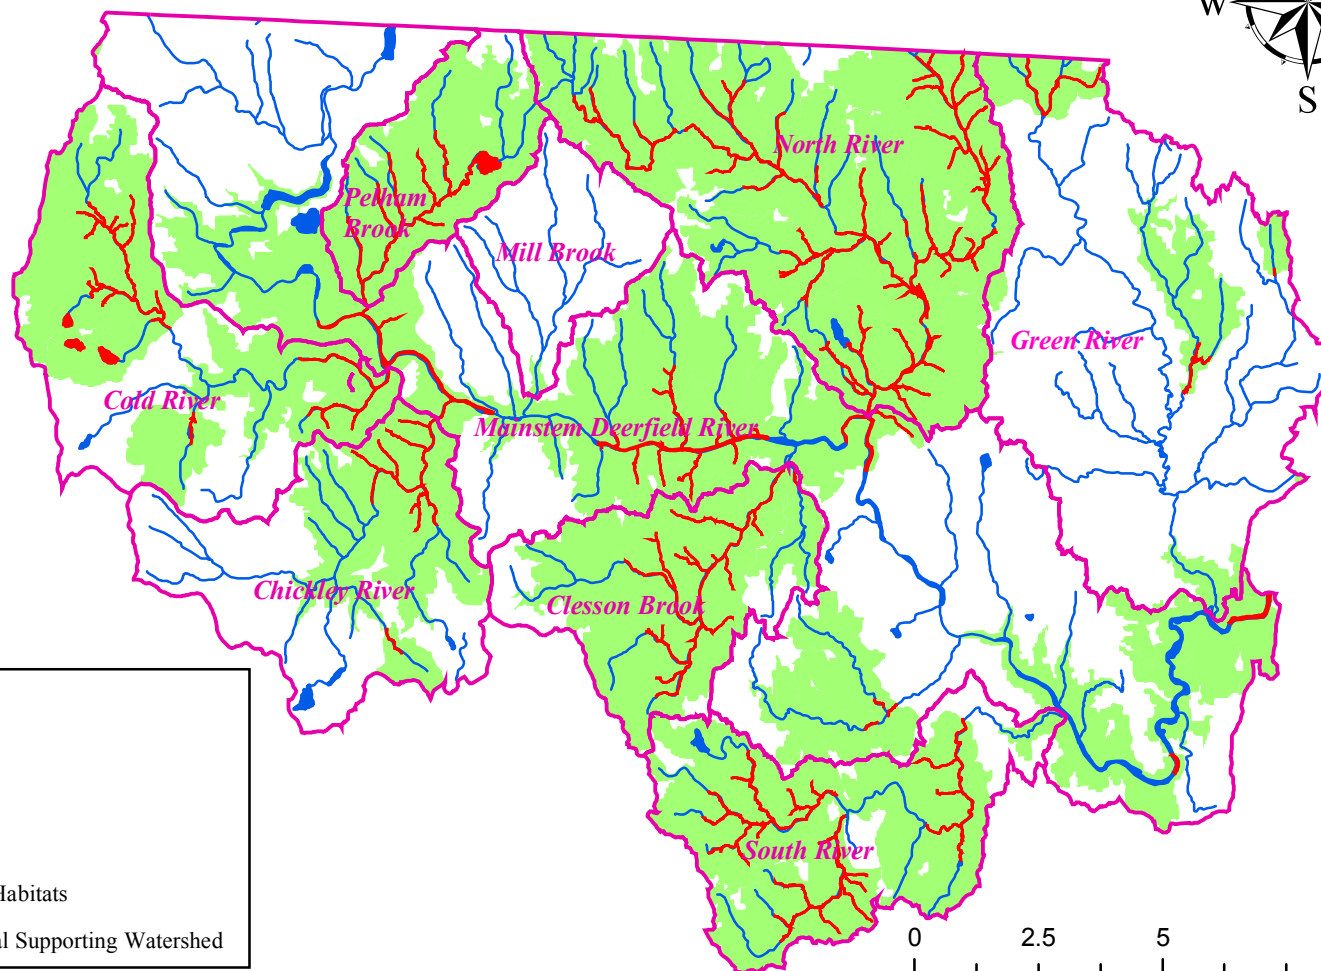 W
S
North River
Pelham
Brook
Mill Brook
Green River
Cold River
Mainstem Deerfield River
Chickley River
Clesson Brook
South River
Habitats
Supporting Watershed
0 2.5 5